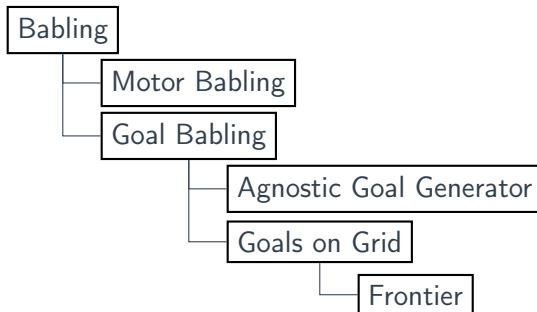 Babling
Motor Babling
Goal Babling
Agnostic Goal Generator
Goals on Grid
Frontier